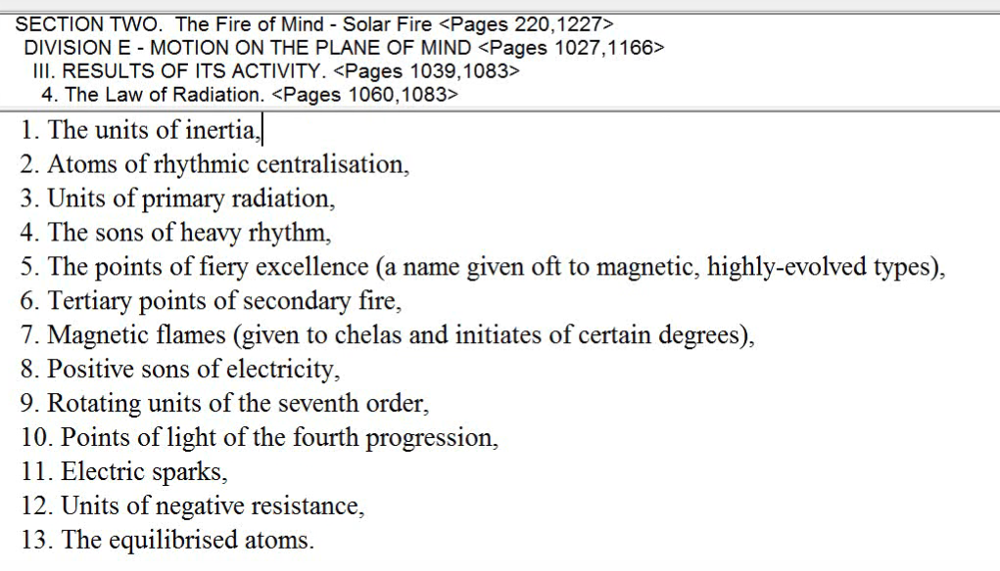 SECTION TWO. The Fire of Mind - Solar Fire <Pages 220,1227>
DIVISION E - MOTION ON THE PLANE OF MIND <Pages 1027,1166>
III. RESULTS OF ITS ACTIVITY. <Pages 1039,1083>
4. The Law of Radiation. <Pages 1060,1083>
1. The units of inertia,
2. Atoms of rhythmic centralisation,
3. Units of primary radiation,
4. The sons of heavy rhythm,
5. The points of fiery excellence (a name given oft to magnetic, highly-evolved types),
6. Tertiary points of secondary fire,
7. Magnetic flames (given to chelas and initiates of certain degrees),
8. Positive sons of electricity,
9. Rotating units of the seventh order,
10. Points of light of the fourth progression,
11. Electric sparks,
12. Units of negative resistance,
13. The equilibrised atoms.